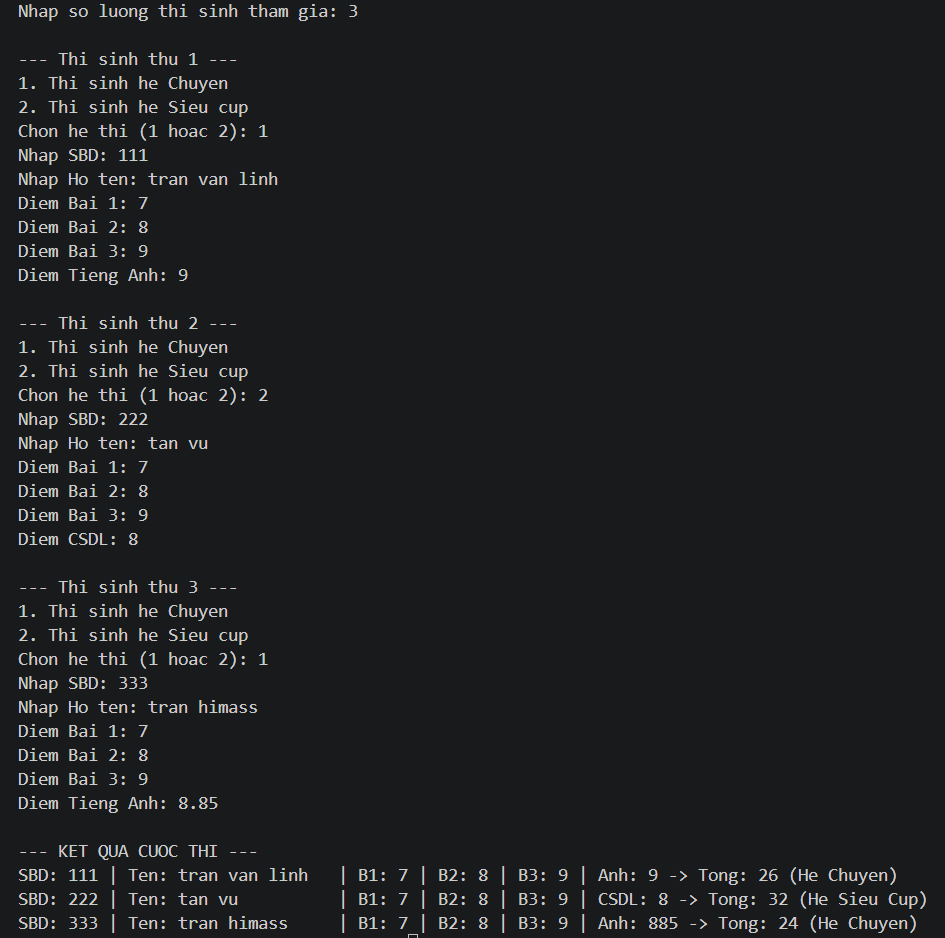 Nhap so luong thi sinh tham gia: 3
--- Thi sinh thu 1 ---
1. Thi sinh he Chuyen
2. Thi sinh he Sieu cup
Chon he thi (1 hoac 2): 1
Nhap SBD: 111
Nhap Ho ten: tran van linh
Diem Bai 1: 7
Diem Bai 2: 8
Diem Bai 3: 9
Diem Tieng Anh: 9
--- Thi sinh thu 2 ---
1. Thi sinh he Chuyen
2. Thi sinh he Sieu cup
Chon he thi (1 hoac 2): 2
Nhap SBD: 222
Nhap Ho ten: tan vu
Diem Bai 1: 7
Diem Bai 2: 8
Diem Bai 3: 9
Diem CSDL: 8
--- Thi sinh thu 3 ---
1. Thi sinh he Chuyen
2. Thi sinh he Sieu cup
Chon he thi (1 hoac 2): 1
Nhap SBD: 333
Nhap Ho ten: tran himass
Diem Bai 1: 7
Diem Bai 2: 8
Diem Bai 3: 9
Diem Tieng Anh: 8.85
--- KET QUA CUOC THI ---
SBD: 111 | Ten: tran van linh   | B1: 7 | B2: 8 | B3: 9 | Anh: 9 -> Tong: 26 (He Chuyen)
SBD: 222 | Ten: tan vu          | B1: 7 | B2: 8 | B3: 9 | CSDL: 8 -> Tong: 32 (He Sieu Cup)
SBD: 333 | Ten: tran himass     | B1: 7 | B2: 8 | B3: 9 | Anh: 885 -> Tong: 24 (He Chuyen)